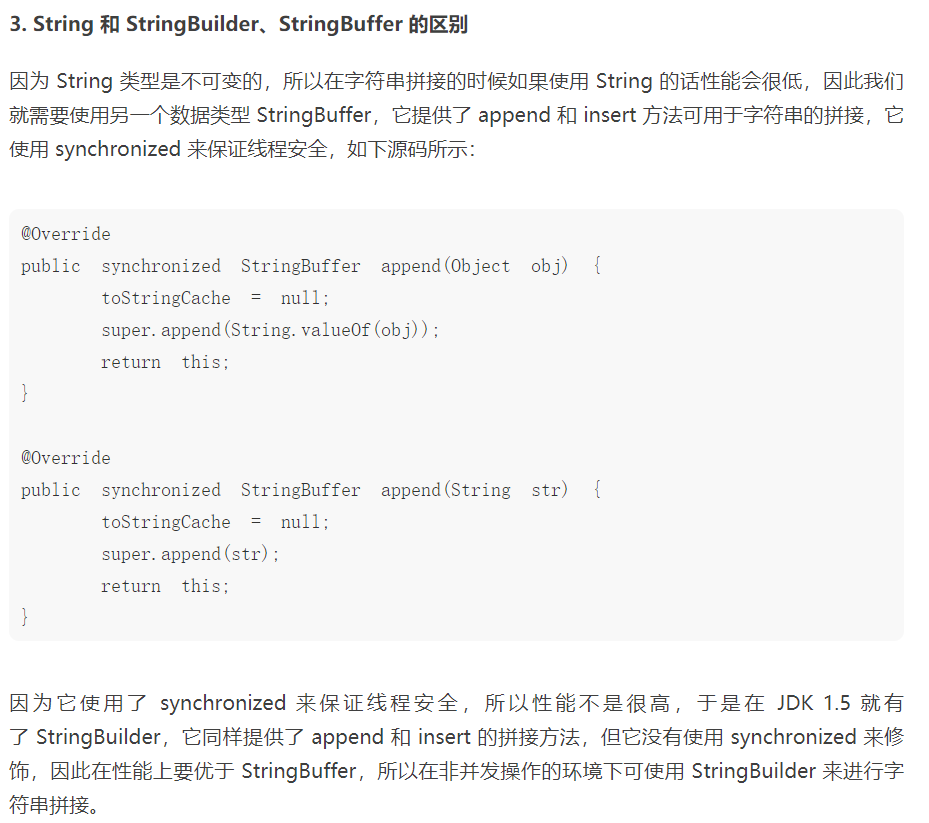 3. String 和 StringBuilder、StringBuffer 的区别
因为 String 类型是不可变的，所以在字符串拼接的时候如果使用 String 的话性能会很低，因此我们
就需要使用另一个数据类型 StringBuffer，它提供了 append 和 insert 方法可用于字符串的拼接，它
使用 synchronized 来保证线程安全，如下源码所示：
@Override
public synchronized StringBuffer append(Object obj) {
toStringCache = null;
super.append(String.valueOf(obj));
return this;
}
@Override
public synchronized StringBuffer append(String str) {
toStringCache = null;
super.append(str);
return this;
}
因为它使用了 synchronized 来保证线程安全，所以性能不是很高，于是在 JDK 1.5 就有
了 StringBuilder，它同样提供了 append 和 insert 的拼接方法，但它没有使用 synchronized 来修
饰，因此在性能上要优于 StringBuffer，所以在非并发操作的环境下可使用 StringBuilder 来进行字
符串拼接。